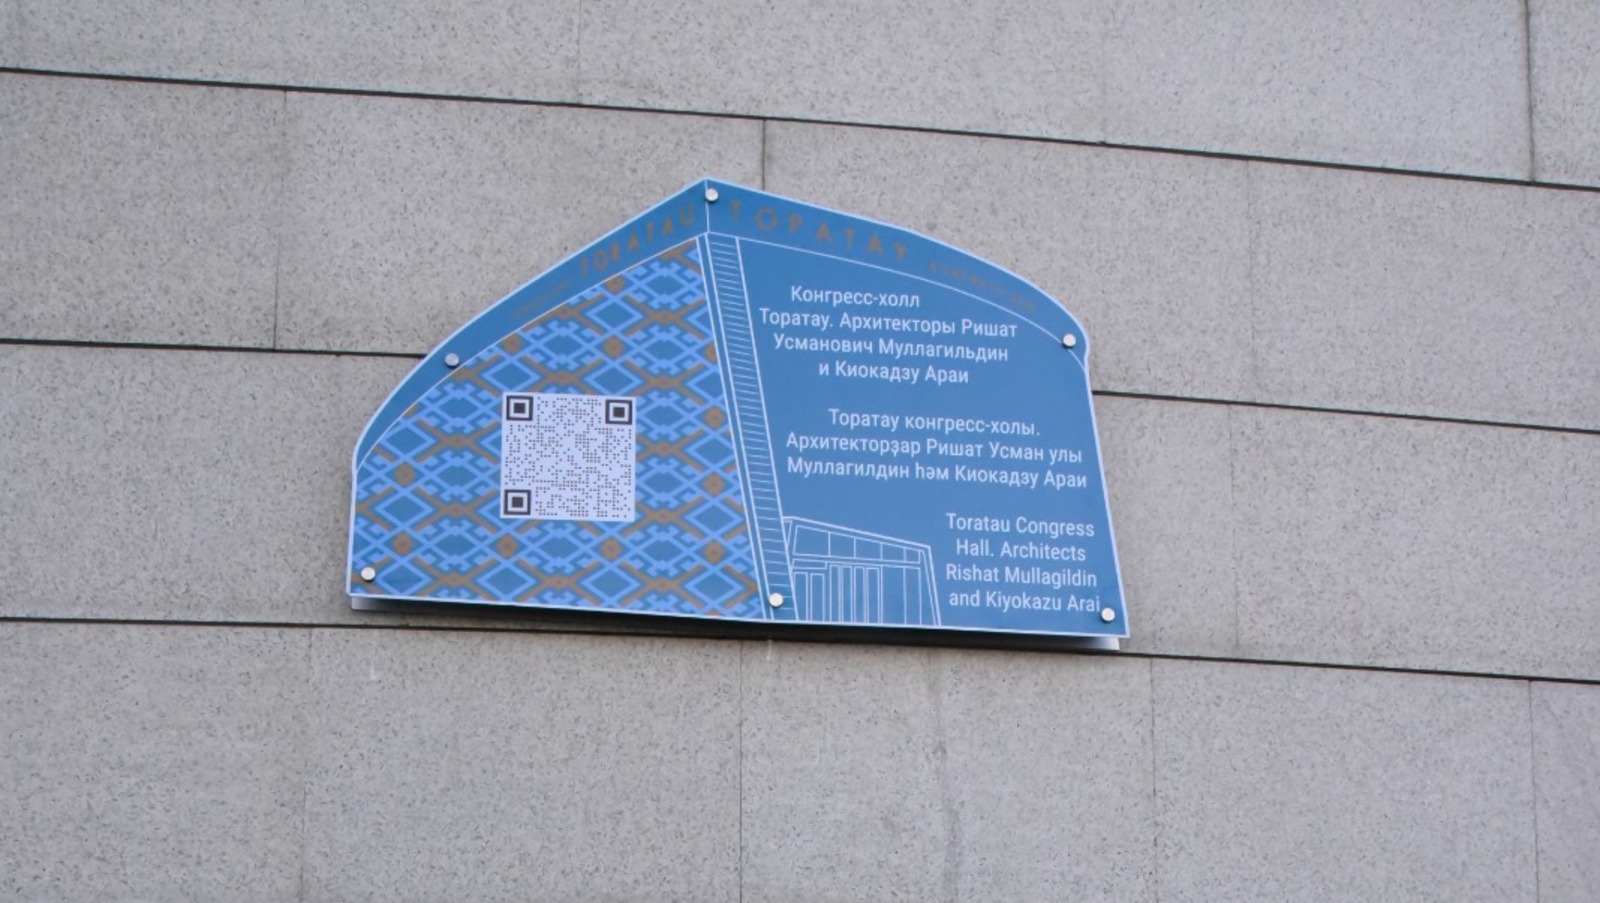 TORATAU ТОРАТАУ
Конгресс-холл
Торатау. Архитекторы Ришат
Усманович Муллагильдин
и Киокадзу Араи
Торатау конгресс-холы.
Архитекторҙар Ришат Усман улы
Муллагилдин һәм Киокадзу Араи
Toratau Congress
Hall. Architects
Rishat Mullagildin
and Kiyokazu Arai